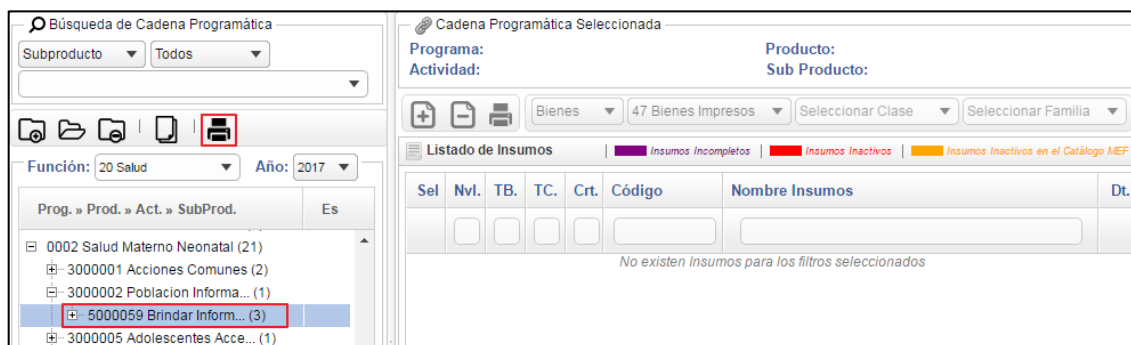 Búsqueda de Cadena Programática
Subproducto Todos
Función: 20 Salud Año: 2017
Prog. » Prod. » Act. » SubProd. Es
0002 Salud Materno Neonatal (21)
3000001 Acciones Comunes (2)
3000002 Poblacion Informa... (1)
5000059 Brindar Inform... (3)
3000005 Adolescentes Acce... (1)
Cadena Programática Seleccionada
Programa: Producto:
Actividad: Sub Producto:
Bienes 47 Bienes Impresos Seleccionar Clase Seleccionar Familia
Listado de Insumos | Insumos Incompletos | Insumos Inactivos | Insumos Inactivos en el Catálogo MEF
Sel Nvl. TB. TC. Crt. Código Nombre Insumos Dt.
No existen Insumos para los filtros seleccionados